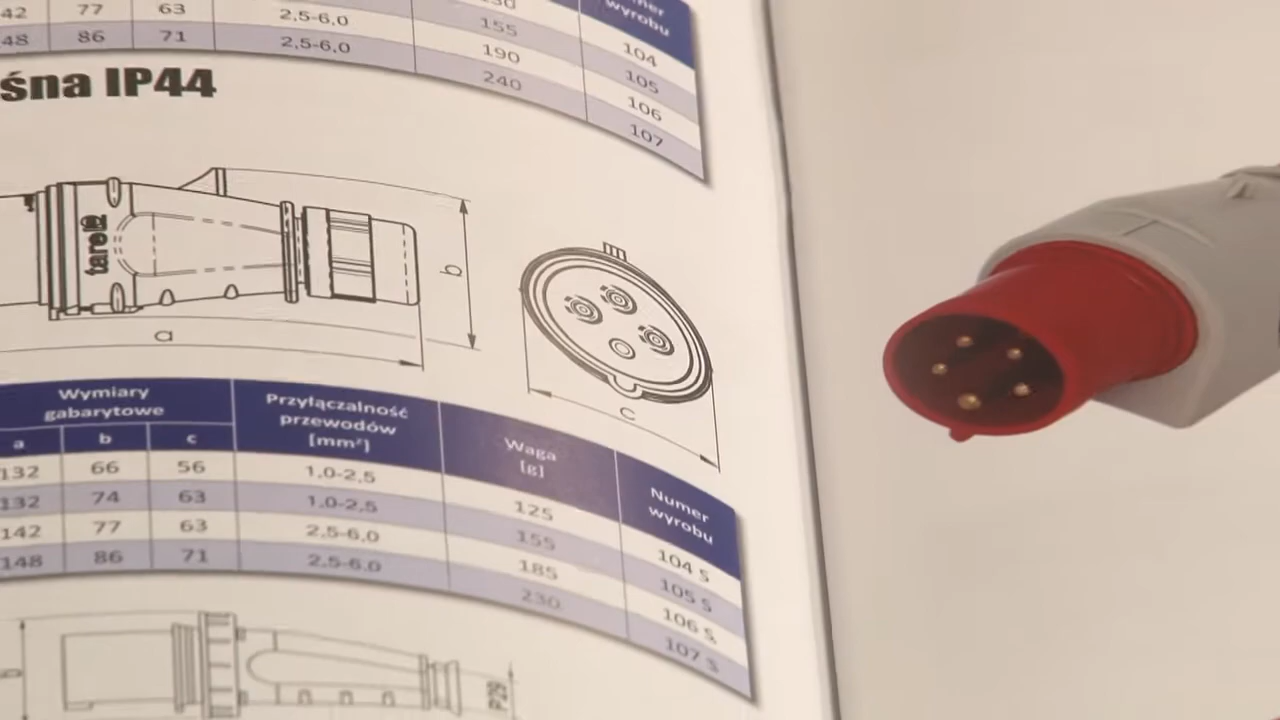 42 77 63 2,5-6,0 155 104
48 86 71 2,5-6,0 190 105
240 106
107
wyrobu
śna IP44
b
a
c
Wymiary
gabarytowe
Przyłączalność
przewodów
[mm²]
Waga
[g]
Numer
wyrobu
a b c
132 66 56 1,0-2,5 125 104 S
132 74 63 1,0-2,5 155 105 S
142 77 63 2,5-6,0 185 106 S
148 86 71 2,5-6,0 230 107 S
b
P29